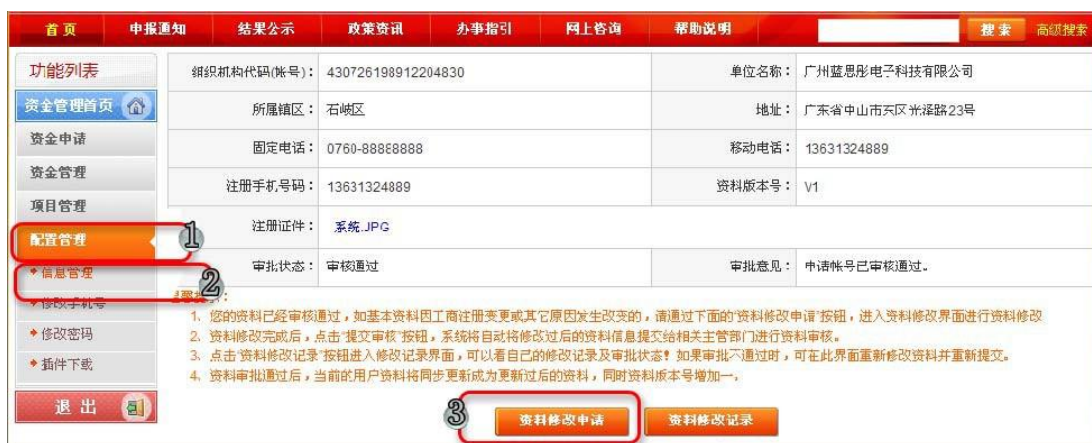 首页 申报通知 结果公示 政策资讯 办事指引 网上咨询 帮助说明 搜索 高级搜索
功能列表
资金管理首页
资金申请
资金管理
项目管理
配置管理
信息管理
修改手机号
修改密码
插件下载
退出
组织机构代码(帐号): 430726198912204830 单位名称: 广州蓝思彤电子科技有限公司
所属镇区: 石岐区 地址: 广东省中山市东区光择路23号
固定电话: 0760-88888888 移动电话: 13631324889
注册手机号码: 13631324889 资料版本号: V1
注册证件: 系统.JPG
审批状态: 审核通过 审批意见: 申请帐号已审核通过。
1、您的资料已经审核通过,如基本资料因工商注册变更或其它原因发生改变的,请通过下面的"资料修改申请"按钮,进入资料修改界面进行资料修改
2、资料修改完成后,点击"提交审核"按钮,系统将自动将修改过后的资料信息提交给相关主管部门进行资料审核。
3、点击"资料修改记录"按钮进入修改记录界面,可以看自己的修改记录及审批状态!如果审批不通过时,可在此界面重新修改资料并重新提交。
4、资料审批通过后,当前的用户资料将同步更新成为更新过后的资料,同时资料版本号增加一,
资料修改申请 资料修改记录
1
2
3